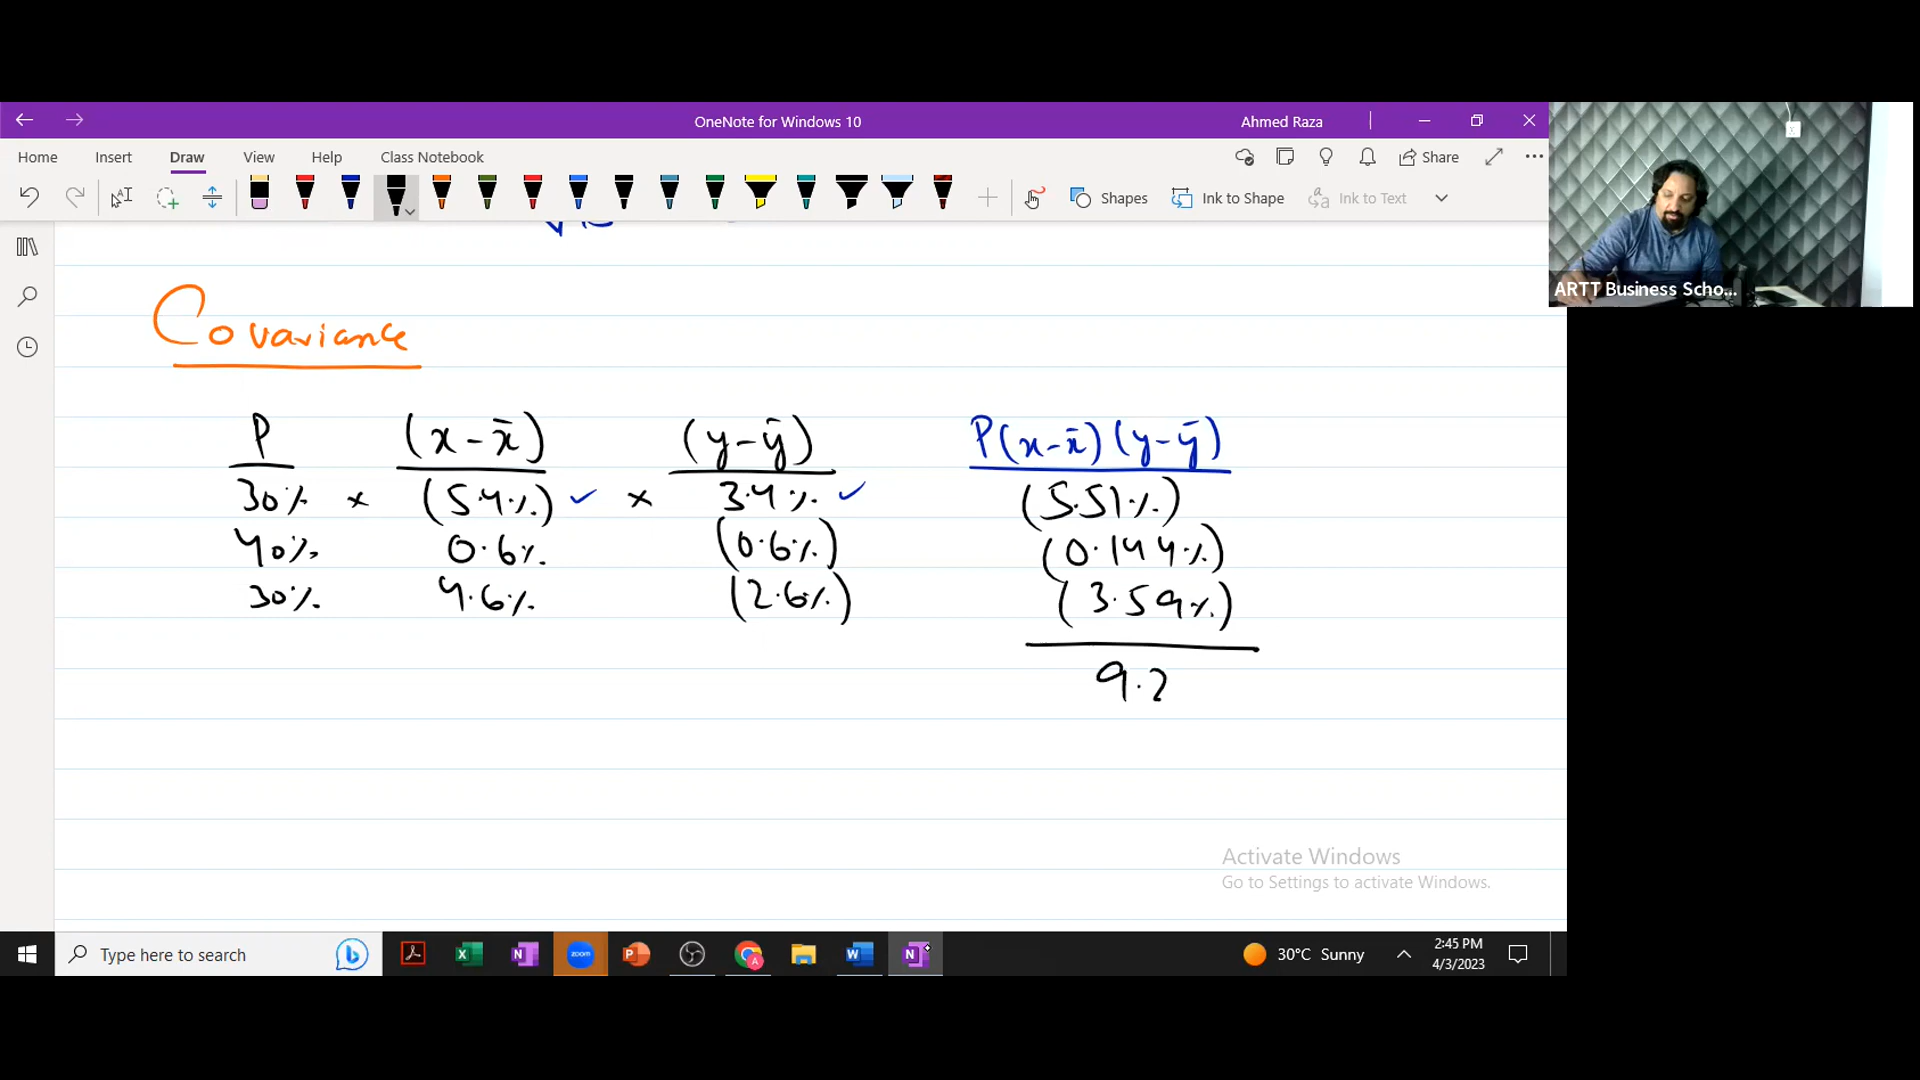 OneNote for Windows 10
Ahmed Raza
Home Insert Draw View Help Class Notebook
Share
Shapes Ink to Shape Ink to Text
ARTT Business Scho...
Covariance
P (x-x̄) (y-ȳ) P(x-x̄)(y-ȳ)
30% × (5.4%) ✓ × 3.4% ✓ (5.51%)
40% 0.6% (0.6%) (0.144%)
30% 4.6% (2.6%) (3.59%)
9.2
Activate Windows
Go to Settings to activate Windows.
Type here to search
zoom
30°C Sunny
2:45 PM
4/3/2023